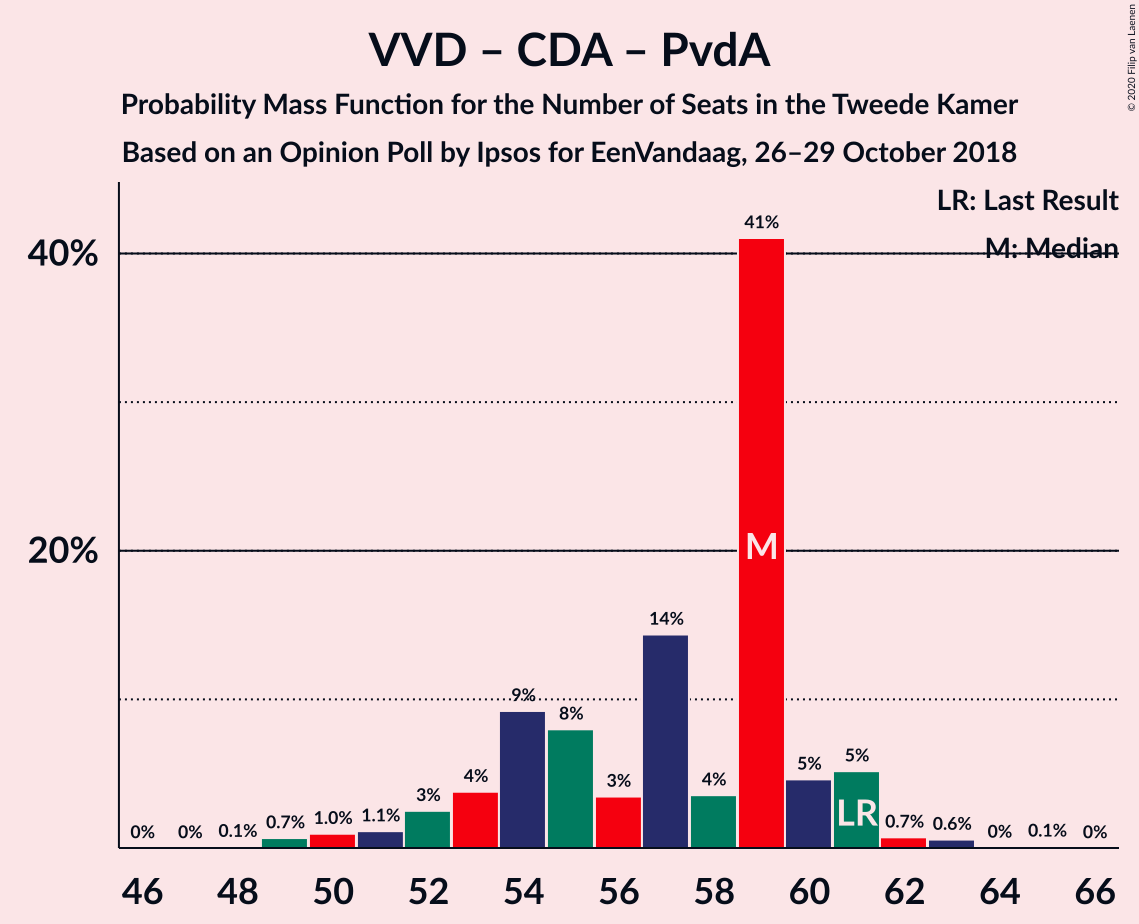 VVD – CDA – PvdA
Probability Mass Function for the Number of Seats in the Tweede Kamer
Based on an Opinion Poll by Ipsos for EenVandaag, 26–29 October 2018
© 2020 Filip van Laenen
LR: Last Result
M: Median
40%
20%
0%
0%
0.1%
0.7%
1.0%
1.1%
3%
4%
9%
8%
3%
14%
4%
41%
5%
5%
0.7%
0.6%
0%
0.1%
0%
M
LR
46 48 50 52 54 56 58 60 62 64 66